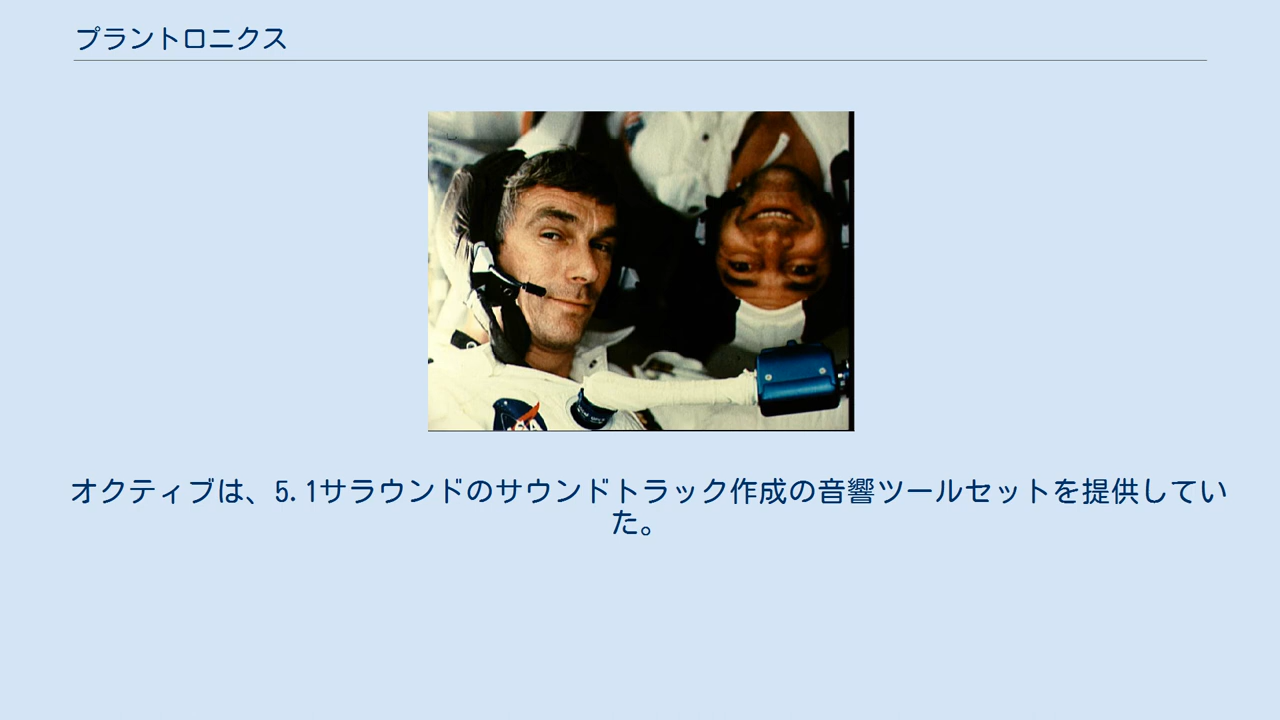 プラントロニクス
オクティブは、5.1サラウンドのサウンドトラック作成の音響ツールセットを提供してい
た。